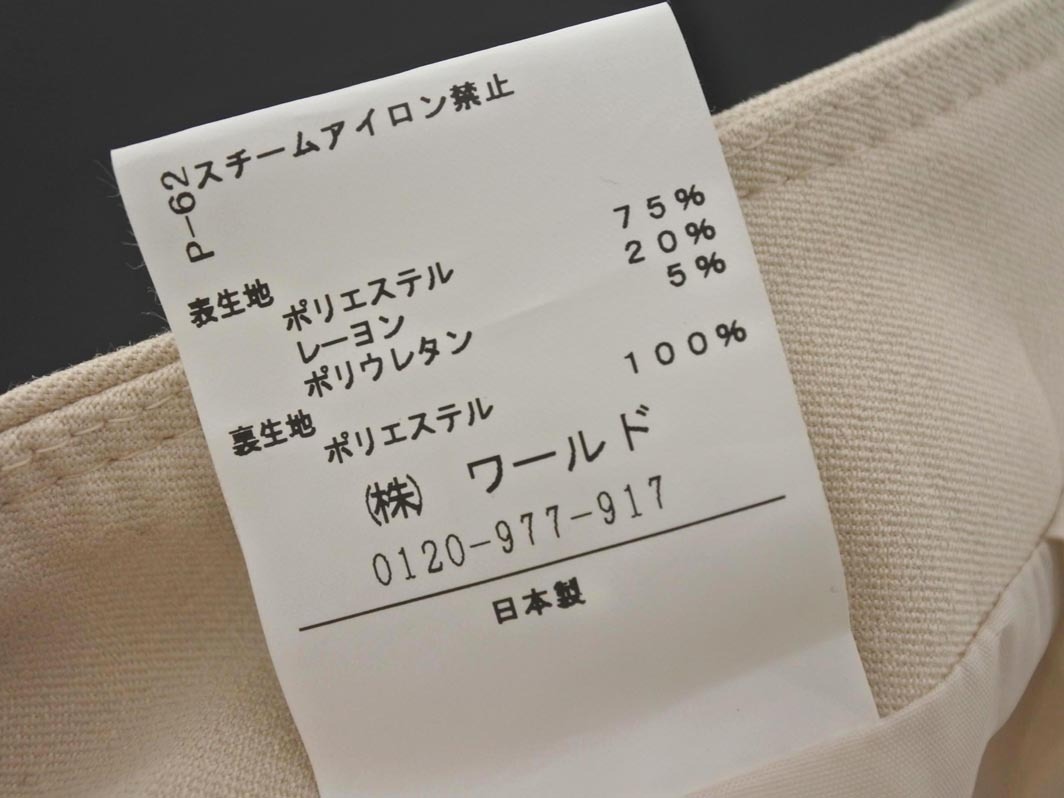 スチームアイロン禁止
P-62
表生地
ポリエステル ７５％
レーヨン ２０％
ポリウレタン ５％
裏生地
ポリエステル １００％
㈱ ワールド
0120-977-917
日本製